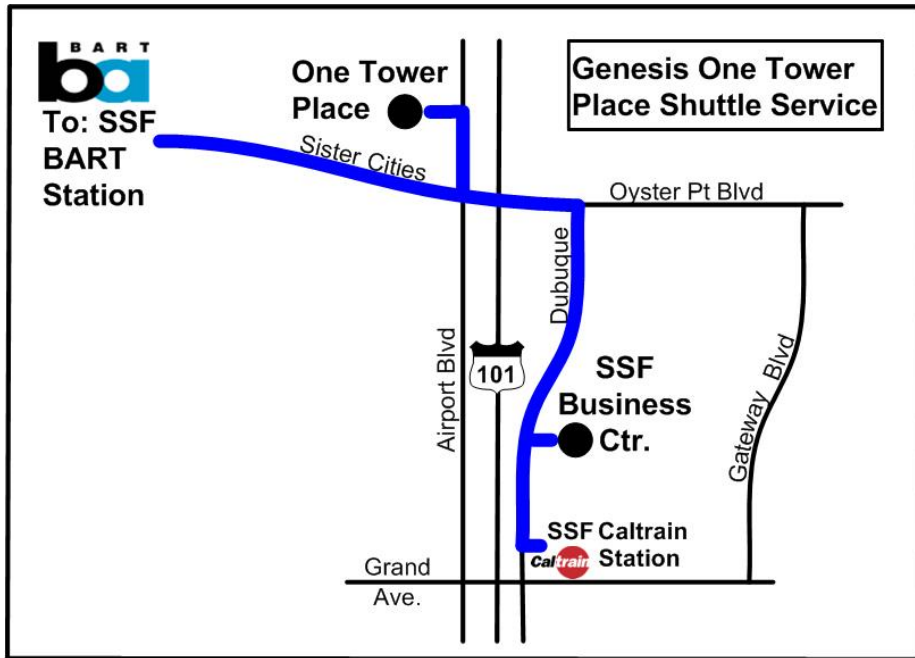 BART
ba
To: SSF
BART
Station
One Tower
Place
Genesis One Tower
Place Shuttle Service
Sister Cities
Oyster Pt Blvd
Dubuque
Airport Blvd
101
SSF
Business
Ctr.
Gateway Blvd
SSF Caltrain
Station
Caltrain
Grand
Ave.